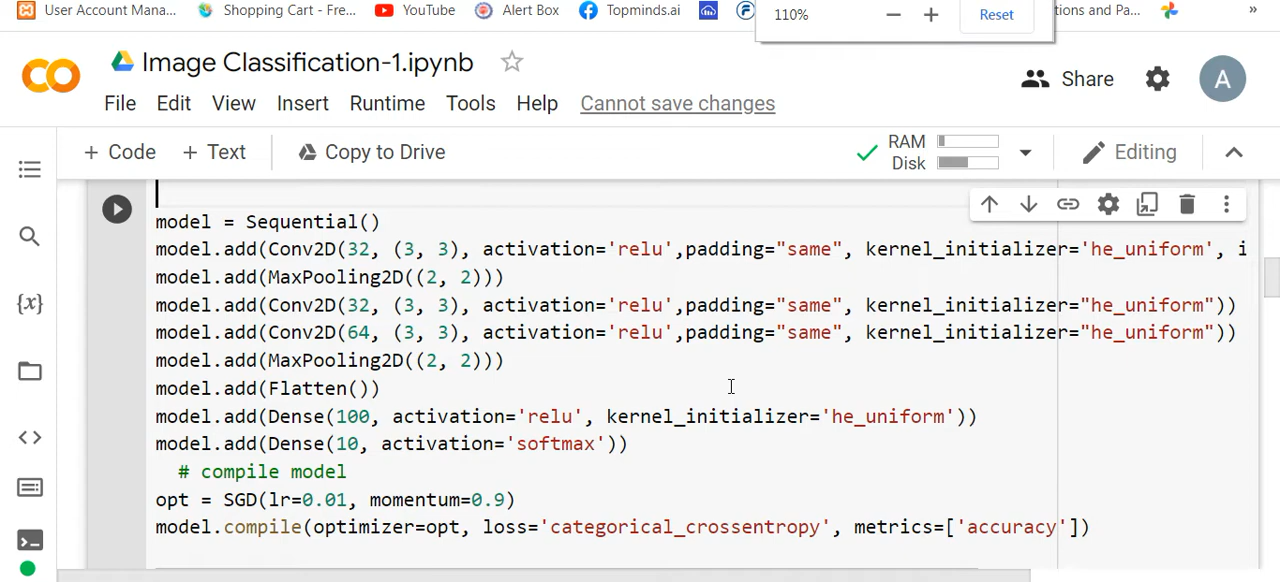 User Account Mana...
Shopping Cart - Fre...
YouTube
Alert Box
Topminds.ai
110%
Reset
tions and Pa...
»
Image Classification-1.ipynb
Share
A
File Edit View Insert Runtime Tools Help Cannot save changes
+ Code + Text
Copy to Drive
RAM
Disk
Editing
model = Sequential()
model.add(Conv2D(32, (3, 3), activation='relu',padding="same", kernel_initializer='he_uniform', i
model.add(MaxPooling2D((2, 2)))
model.add(Conv2D(32, (3, 3), activation='relu',padding="same", kernel_initializer="he_uniform"))
model.add(Conv2D(64, (3, 3), activation='relu',padding="same", kernel_initializer="he_uniform"))
model.add(MaxPooling2D((2, 2)))
model.add(Flatten())
model.add(Dense(100, activation='relu', kernel_initializer='he_uniform'))
model.add(Dense(10, activation='softmax'))
# compile model
opt = SGD(lr=0.01, momentum=0.9)
model.compile(optimizer=opt, loss='categorical_crossentropy', metrics=['accuracy'])